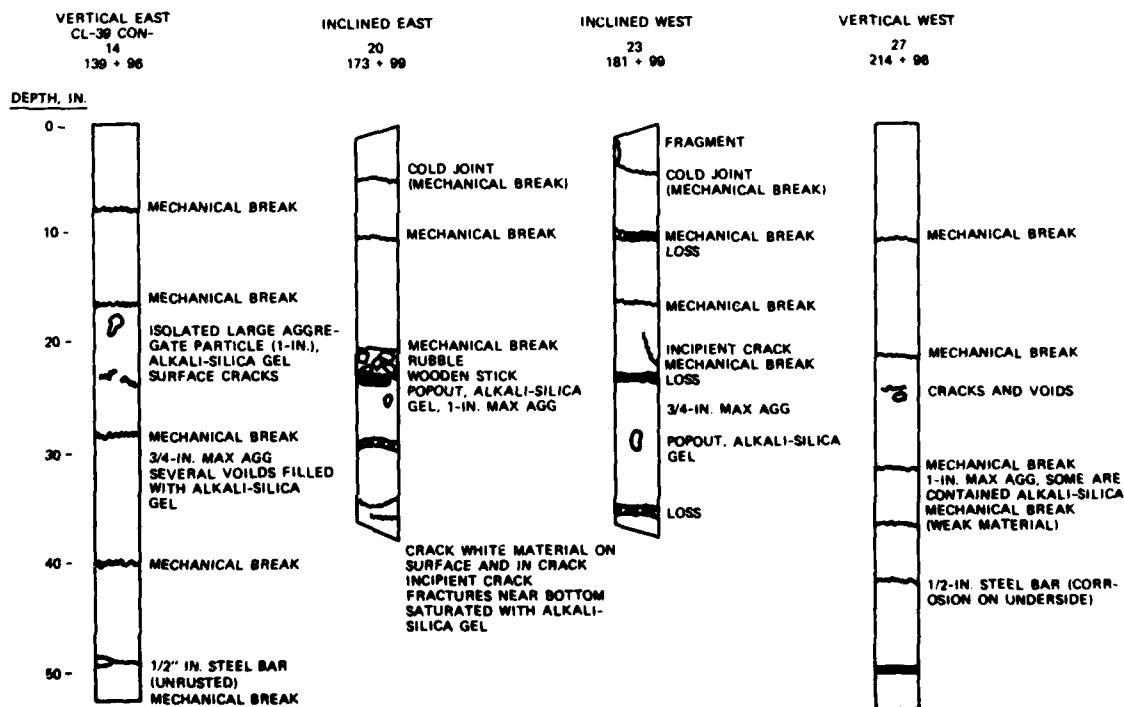 VERTICAL EAST
CL-39 CON-
14
139 + 96
INCLINED EAST
20
173 + 99
INCLINED WEST
23
181 + 99
VERTICAL WEST
27
214 + 96
DEPTH, IN.
0 –
10 -
20 –
30 –
40 –
50 –
MECHANICAL BREAK
MECHANICAL BREAK
ISOLATED LARGE AGGRE-
GATE PARTICLE (1-IN.),
ALKALI-SILICA GEL
SURFACE CRACKS
MECHANICAL BREAK
3/4-IN. MAX AGG
SEVERAL VOILDS FILLED
WITH ALKALI-SILICA
GEL
MECHANICAL BREAK
1/2" IN. STEEL BAR
(UNRUSTED)
MECHANICAL BREAK
COLD JOINT
(MECHANICAL BREAK)
MECHANICAL BREAK
MECHANICAL BREAK
RUBBLE
WOODEN STICK
POPOUT, ALKALI-SILICA
GEL, 1-IN. MAX AGG
CRACK WHITE MATERIAL ON
SURFACE AND IN CRACK
INCIPIENT CRACK
FRACTURES NEAR BOTTOM
SATURATED WITH ALKALI-
SILICA GEL
FRAGMENT
COLD JOINT
(MECHANICAL BREAK)
MECHANICAL BREAK
LOSS
MECHANICAL BREAK
INCIPIENT CRACK
MECHANICAL BREAK
LOSS
3/4-IN. MAX AGG
POPOUT, ALKALI-SILICA
GEL
LOSS
MECHANICAL BREAK
MECHANICAL BREAK
CRACKS AND VOIDS
MECHANICAL BREAK
1-IN. MAX AGG, SOME ARE
CONTAINED ALKALI-SILICA
MECHANICAL BREAK
(WEAK MATERIAL)
1/2-IN. STEEL BAR (CORR-
OSION ON UNDERSIDE)